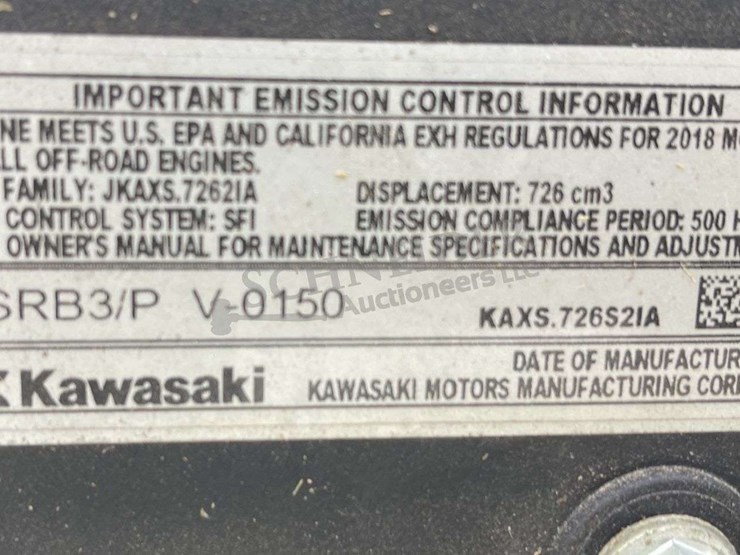 IMPORTANT EMISSION CONTROL INFORMATION
NE MEETS U.S. EPA AND CALIFORNIA EXH REGULATIONS FOR 2018 M
LL OFF-ROAD ENGINES.
FAMILY: JKAXS.7262IA DISPLACEMENT: 726 cm3
CONTROL SYSTEM: SFI EMISSION COMPLIANCE PERIOD: 500 H
OWNER'S MANUAL FOR MAINTENANCE SPECIFICATIONS AND ADJUSTM
SRB3/P V-0150
Auctioneers LLC
KAXS.726S2IA
DATE OF MANUFACTUR
Kawasaki KAWASAKI MOTORS MANUFACTURING COR